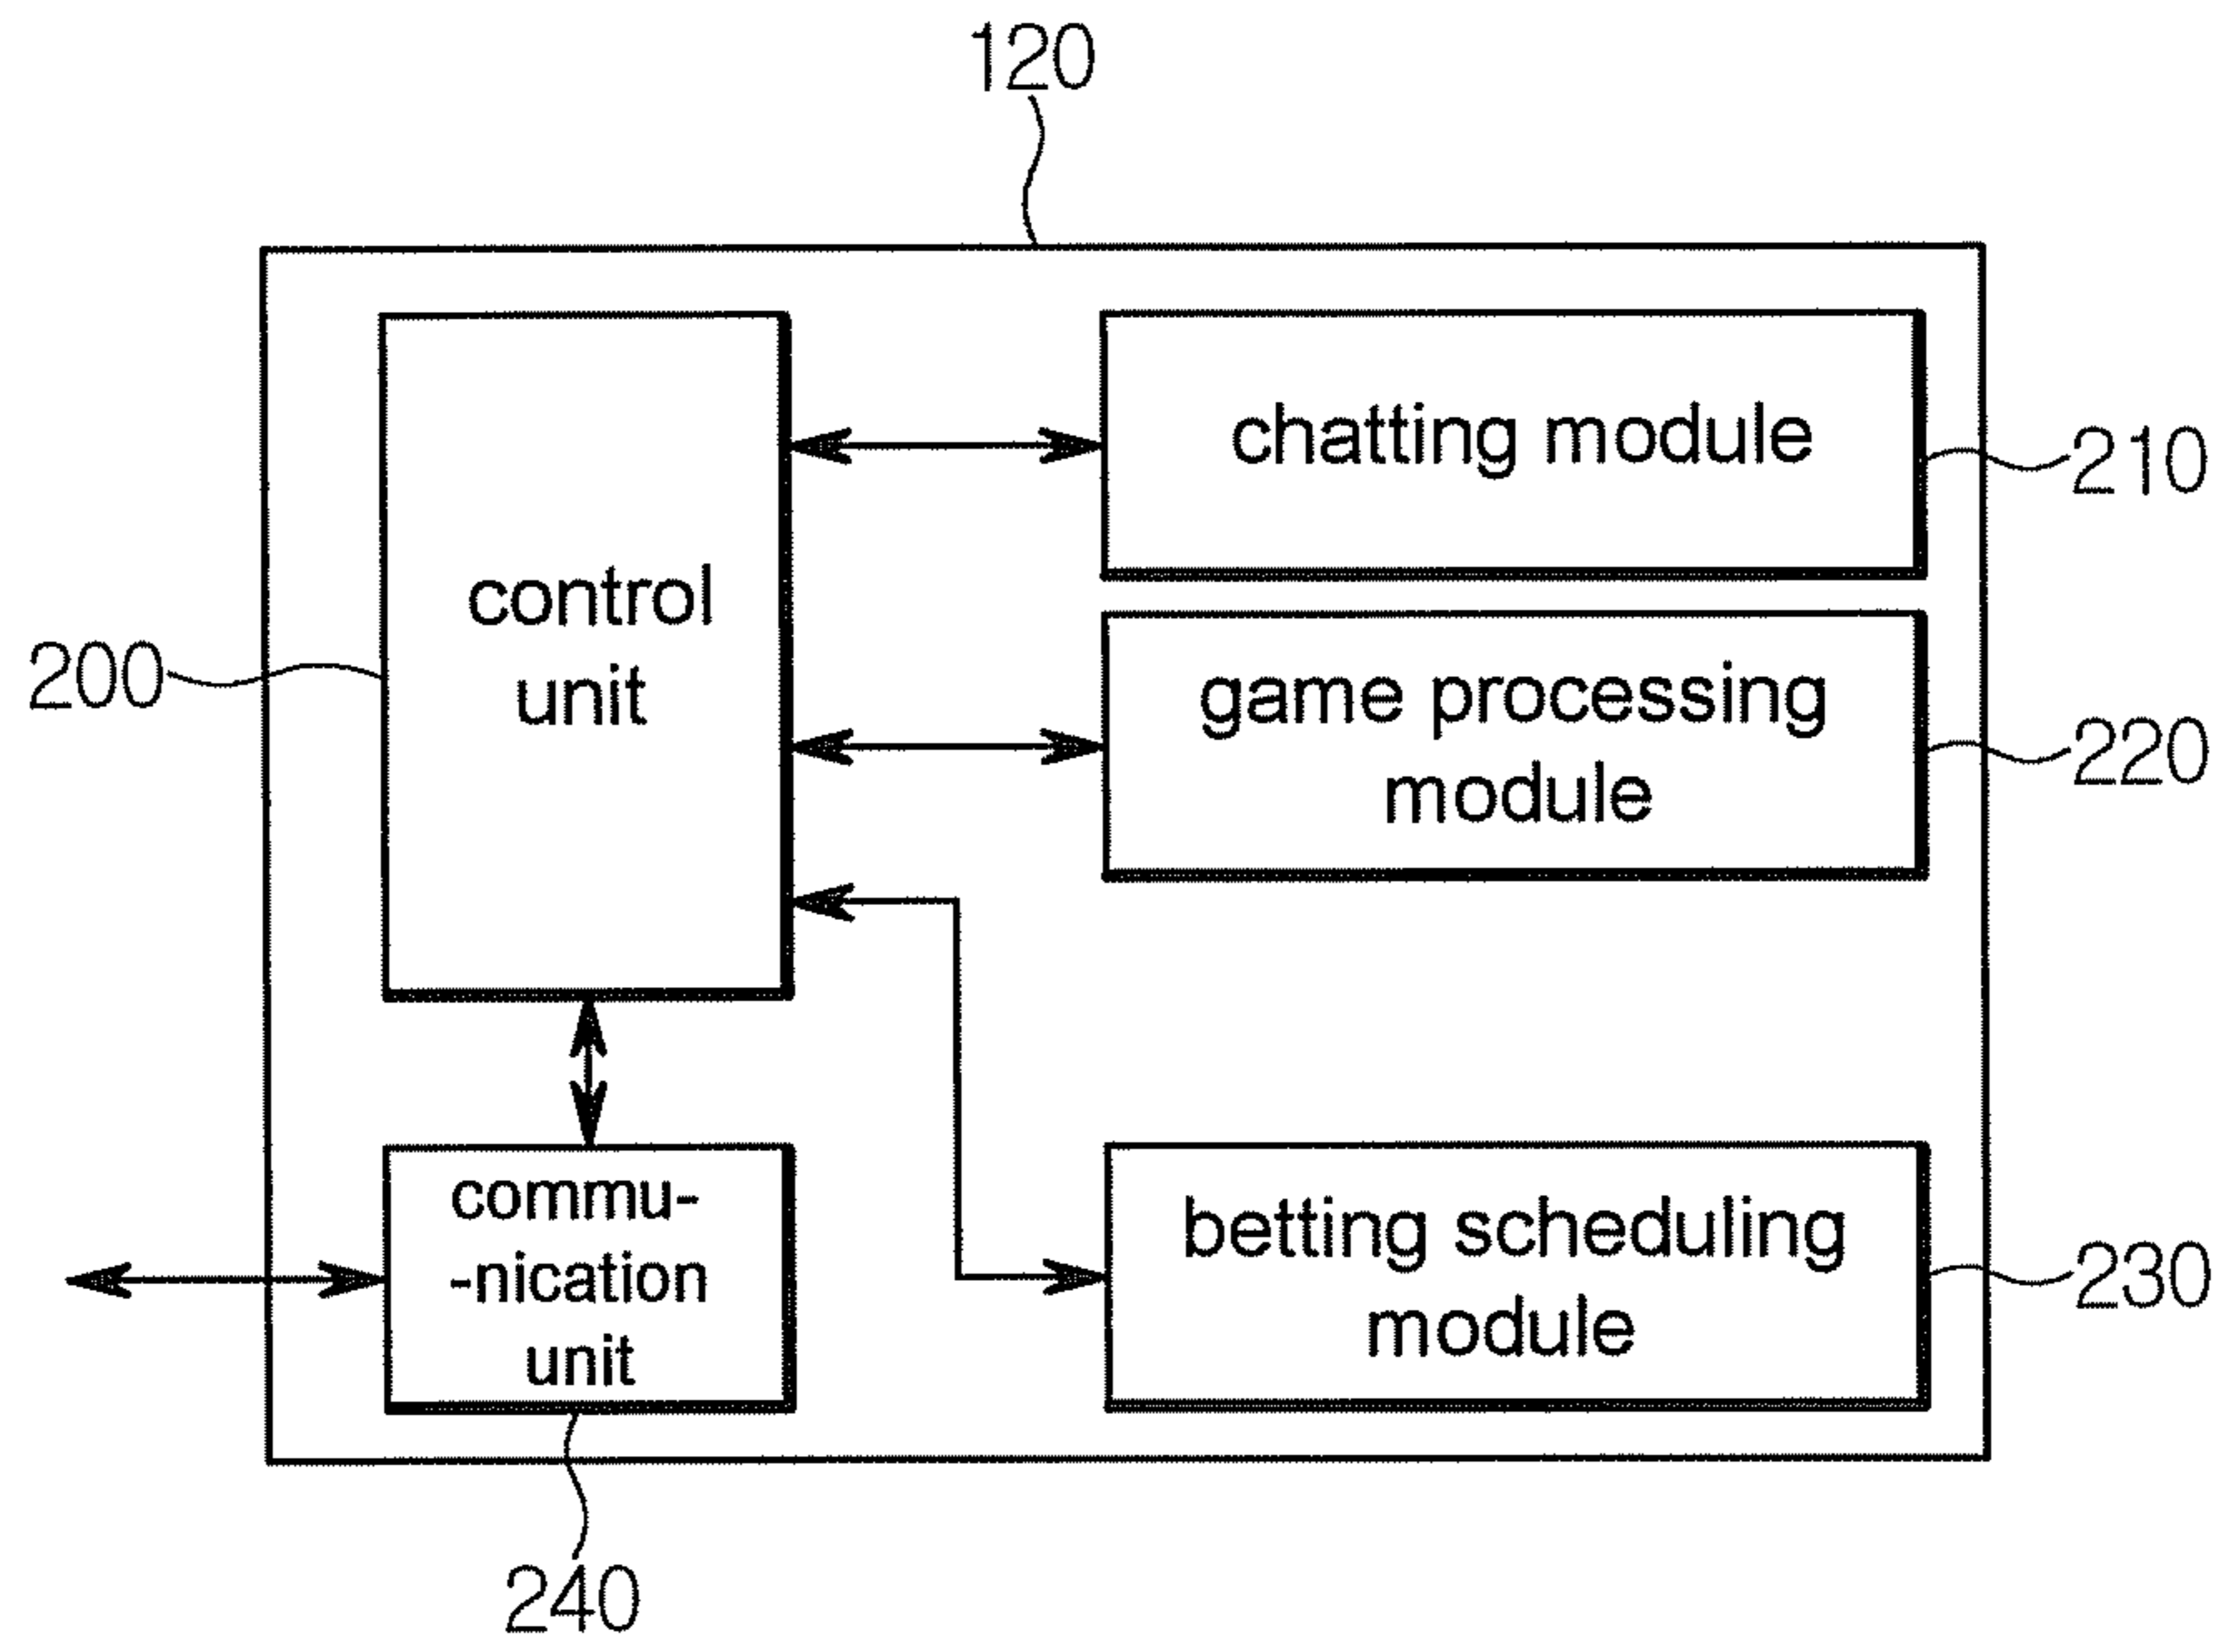 120
control
unit
200
chatting module
210
game processing
module
220
commu-
-nication
unit
240
betting scheduling
module
230